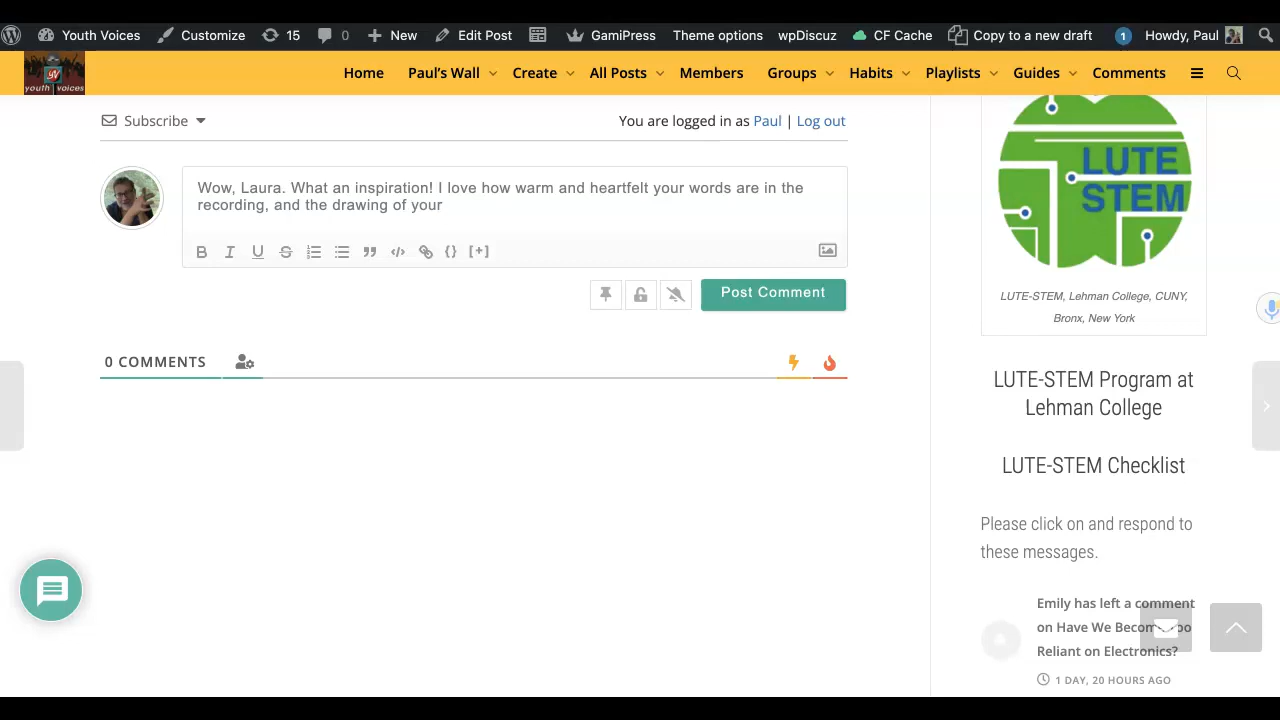 Youth Voices Customize 15 0 New Edit Post GamiPress Theme options wpDiscuz CF Cache Copy to a new draft 1 Howdy, Paul
YV
youth voices
Home Paul's Wall Create All Posts Members Groups Habits Playlists Guides Comments
Subscribe
You are logged in as Paul | Log out
Wow, Laura. What an inspiration! I love how warm and heartfelt your words are in the
recording, and the drawing of your
B I U S {} [+]
Post Comment
0 COMMENTS
LUTE
STEM
LUTE-STEM, Lehman College, CUNY,
Bronx, New York
LUTE-STEM Program at
Lehman College
LUTE-STEM Checklist
Please click on and respond to
these messages.
Emily has left a comment
on Have We Become Too
Reliant on Electronics?
1 DAY, 20 HOURS AGO